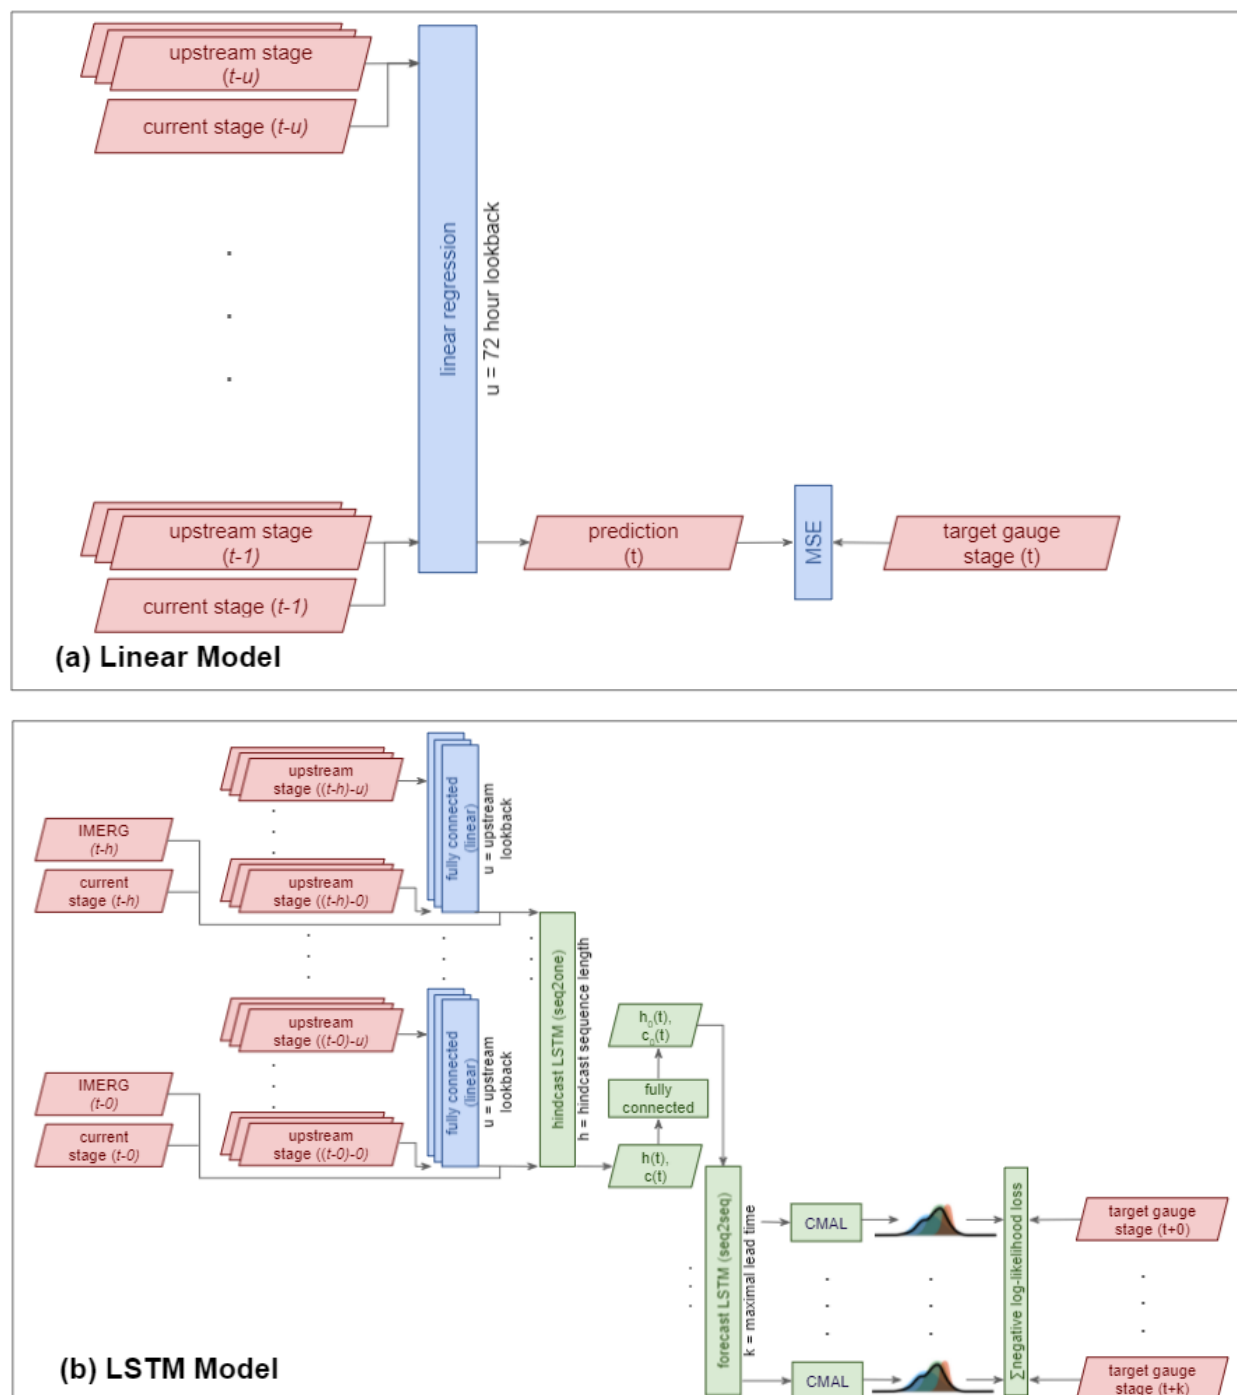 upstream stage
(t-u)
current stage (t-u)
linear regression
u = 72 hour lookback
upstream stage
(t-1)
current stage (t-1)
prediction
(t)
MSE
target gauge
stage (t)
(a) Linear Model
upstream
stage ((t-h)-u)
IMERG
(t-h)
current
stage (t-h)
upstream
stage ((t-h)-0)
fully connected
(linear)
u = upstream
lookback
upstream
stage ((t-0)-u)
IMERG
(t-0)
current
stage (t-0)
upstream
stage ((t-0)-0)
fully connected
(linear)
u = upstream
lookback
hindcast LSTM (seq2one)
h = hindcast sequence length
h₀(t),
c₀(t)
fully
connected
h(t),
c(t)
forecast LSTM (seq2seq)
k = maximal lead time
CMAL
CMAL
∑negative log-likelihood loss
target gauge
stage (t+0)
target gauge
stage (t+k)
(b) LSTM Model